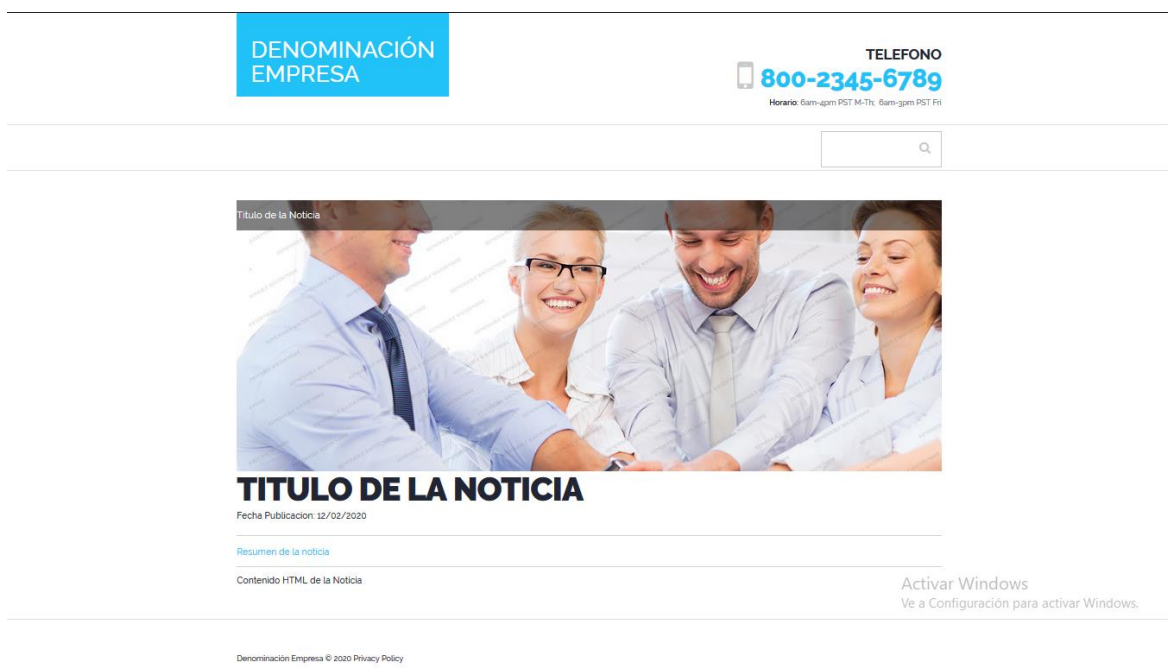 DENOMINACIÓN
EMPRESA
TELEFONO
800-2345-6789
Horario: 6am-4pm PST M-Th; 6am-3pm PST Fri
Titulo de la Noticia
TITULO DE LA NOTICIA
Fecha Publicacion: 12/02/2020
Resumen de la noticia
Contenido HTML de la Noticia
Activar Windows
Ve a Configuración para activar Windows.
Denominación Empresa © 2020 Privacy Policy